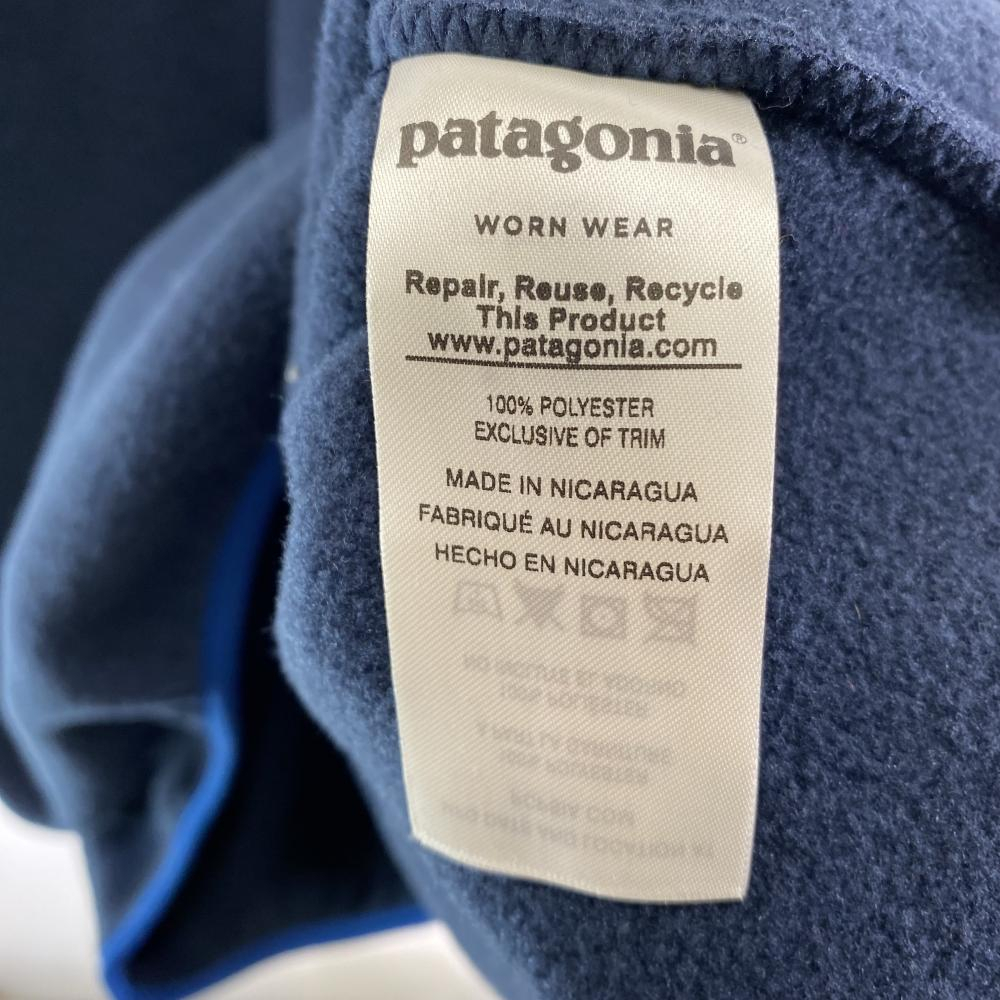 patagonia®
WORN WEAR
Repair, Reuse, Recycle
This Product
www.patagonia.com
100% POLYESTER
EXCLUSIVE OF TRIM
MADE IN NICARAGUA
FABRIQUÉ AU NICARAGUA
HECHO EN NICARAGUA